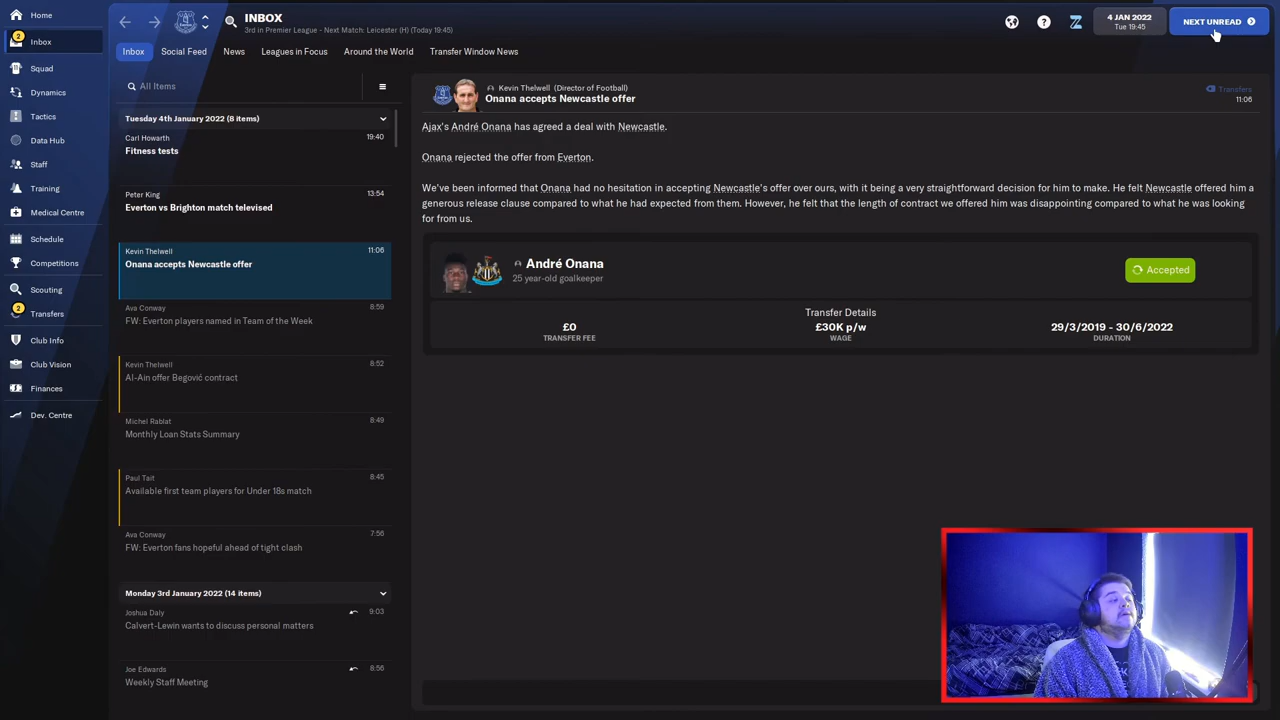 Home
Inbox
2
Squad
Dynamics
Tactics
Data Hub
Staff
Training
Medical Centre
Schedule
Competitions
Scouting
Transfers
2
Club Info
Club Vision
Finances
Dev. Centre
INBOX
3rd in Premier League - Next Match: Leicester (H) (Today 19:45)
4 JAN 2022
Tue 19:45
NEXT UNREAD
Inbox
Social Feed
News
Leagues in Focus
Around the World
Transfer Window News
All Items
Tuesday 4th January 2022 (8 items)
Carl Howarth
19:40
Fitness tests
Peter King
13:54
Everton vs Brighton match televised
Kevin Thelwell
11:06
Onana accepts Newcastle offer
Ava Conway
8:59
FW: Everton players named in Team of the Week
Kevin Thelwell
8:52
Al-Ain offer Begović contract
Michel Rablat
8:49
Monthly Loan Stats Summary
Paul Tait
8:45
Available first team players for Under 18s match
Ava Conway
7:56
FW: Everton fans hopeful ahead of tight clash
Monday 3rd January 2022 (14 items)
Joshua Daly
9:03
Calvert-Lewin wants to discuss personal matters
Joe Edwards
8:56
Weekly Staff Meeting
Kevin Thelwell (Director of Football)
Onana accepts Newcastle offer
Transfers
11:06
Ajax's André Onana has agreed a deal with Newcastle.
Onana rejected the offer from Everton.
We've been informed that Onana had no hesitation in accepting Newcastle's offer over ours, with it being a very straightforward decision for him to make. He felt Newcastle offered him a
generous release clause compared to what he had expected from them. However, he felt that the length of contract we offered him was disappointing compared to what he was looking
for from us.
André Onana
25 year-old goalkeeper
Accepted
Transfer Details
£0
TRANSFER FEE
£30K p/w
WAGE
29/3/2019 - 30/6/2022
DURATION